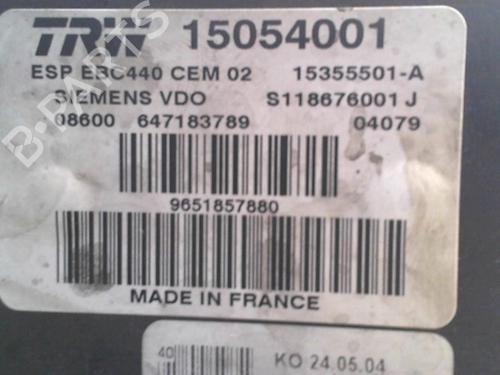 TRW 15054001
ESP EBC440 CEM 02 15355501-A
SIEMENS VDO S118676001 J
08600 647183789 04079
9651857880
MADE IN FRANCE
40 KO 24.05.04
B-PARTS